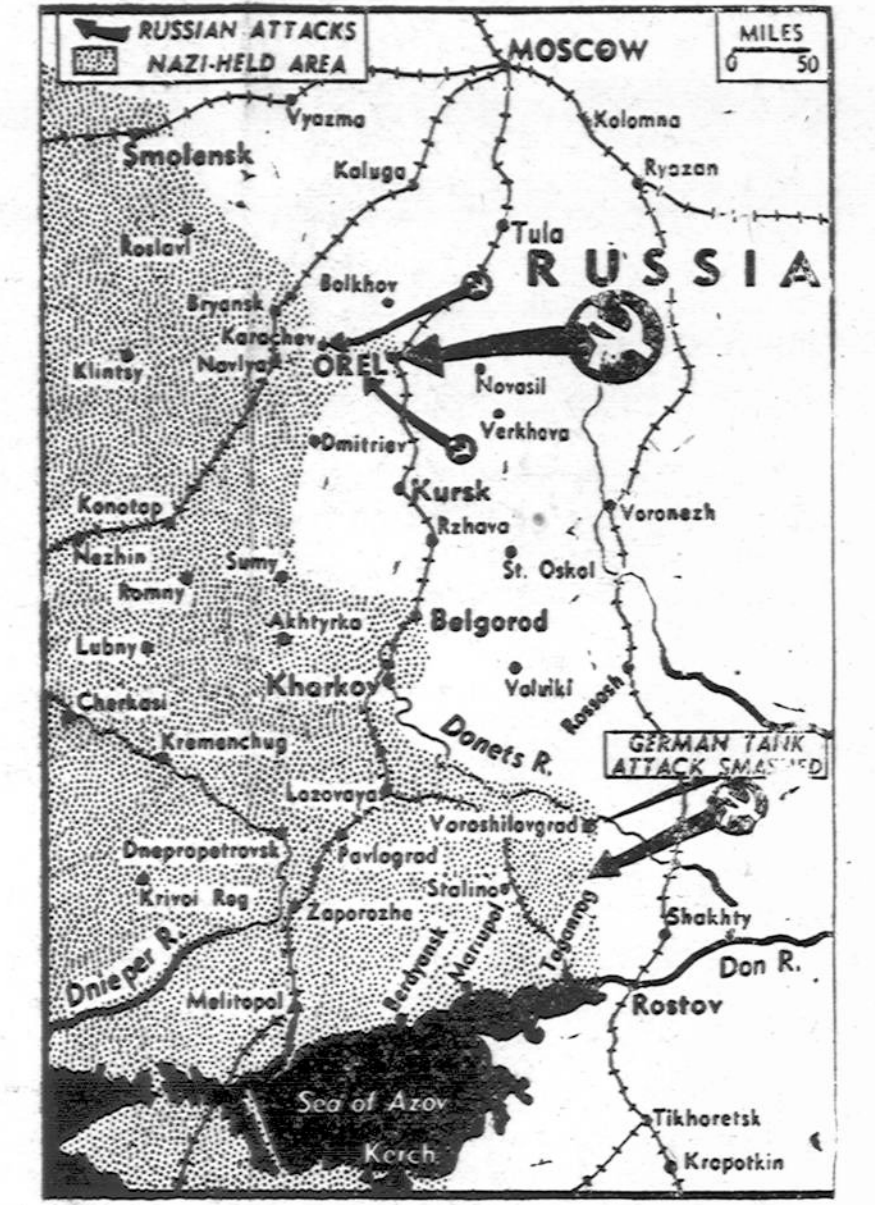 RUSSIAN ATTACKS
NAZI-HELD AREA
MOSCOW
MILES
0 50
Vyazma
Kolomna
Smolensk
Kaluga
Ryazan
Tula
Roslavl
RUSSIA
Bolkhov
Bryansk
Karachev
Navlya
OREL
Klintsy
Novasil
Verkhova
Dmitriev
Kursk
Konotop
Voronezh
Rzhava
Nezhin
Sumy
St. Oskol
Romny
Akhtyrka
Belgorod
Lubny
Kharkov
Valuiki
Rossosh
Cherkasi
Donets R.
Kremenchug
GERMAN TANK
ATTACK SMASHED
Lozovaya
Voroshilovgrad
Dnepropetrovsk
Pavlograd
Krivoi Rog
Stalino
Zaporozhe
Shakhty
Dnieper R.
Berdyansk
Mariupol
Taganrog
Don R.
Melitopol
Rostov
Sea of Azov
Tikhoretsk
Kerch
Kropotkin